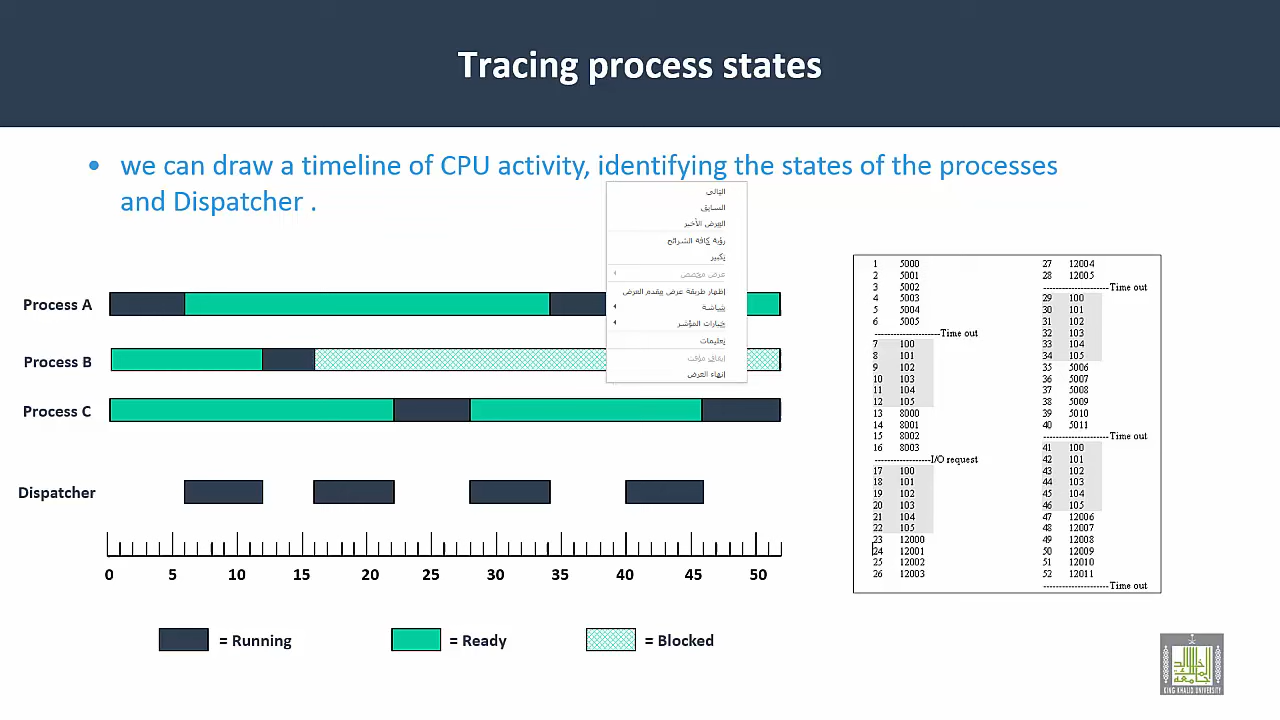 Tracing process states
• we can draw a timeline of CPU activity, identifying the states of the processes
and Dispatcher .
التالي
السابق
العرض الأخير
رؤية كافة الشرائح
تكبير
عرض مخصص
إظهار طريقة عرض مقدم العرض
الشاشة
خيارات المؤشر
تعليمات
إيقاف مؤقت
إنهاء العرض
Process A
Process B
Process C
Dispatcher
0 5 10 15 20 25 30 35 40 45 50
= Running = Ready = Blocked
1 5000
2 5001
3 5002
4 5003
5 5004
6 5005
--------------------Time out
7 100
8 101
9 102
10 103
11 104
12 105
13 8000
14 8001
15 8002
16 8003
-----------------I/O request
17 100
18 101
19 102
20 103
21 104
22 105
23 12000
24 12001
25 12002
26 12003
27 12004
28 12005
--------------------Time out
29 100
30 101
31 102
32 103
33 104
34 105
35 5006
36 5007
37 5008
38 5009
39 5010
40 5011
--------------------Time out
41 100
42 101
43 102
44 103
45 104
46 105
47 12006
48 12007
49 12008
50 12009
51 12010
52 12011
--------------------Time out
جامعة الملك خالد
KING KHALID UNIVERSITY